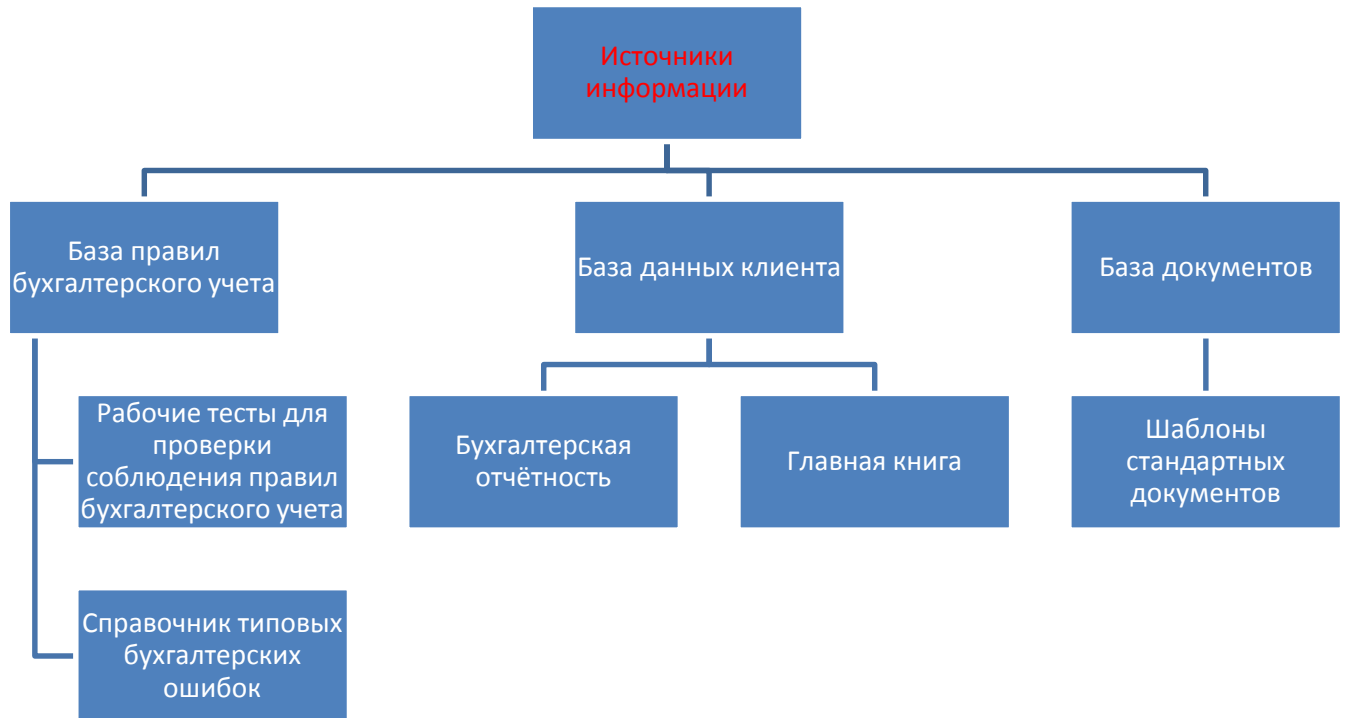 Источники
информации
База правил
бухгалтерского учета
База данных клиента
База документов
Рабочие тесты для
проверки
соблюдения правил
бухгалтерского учета
Бухгалтерская
отчётность
Главная книга
Шаблоны
стандартных
документов
Справочник типовых
бухгалтерских
ошибок